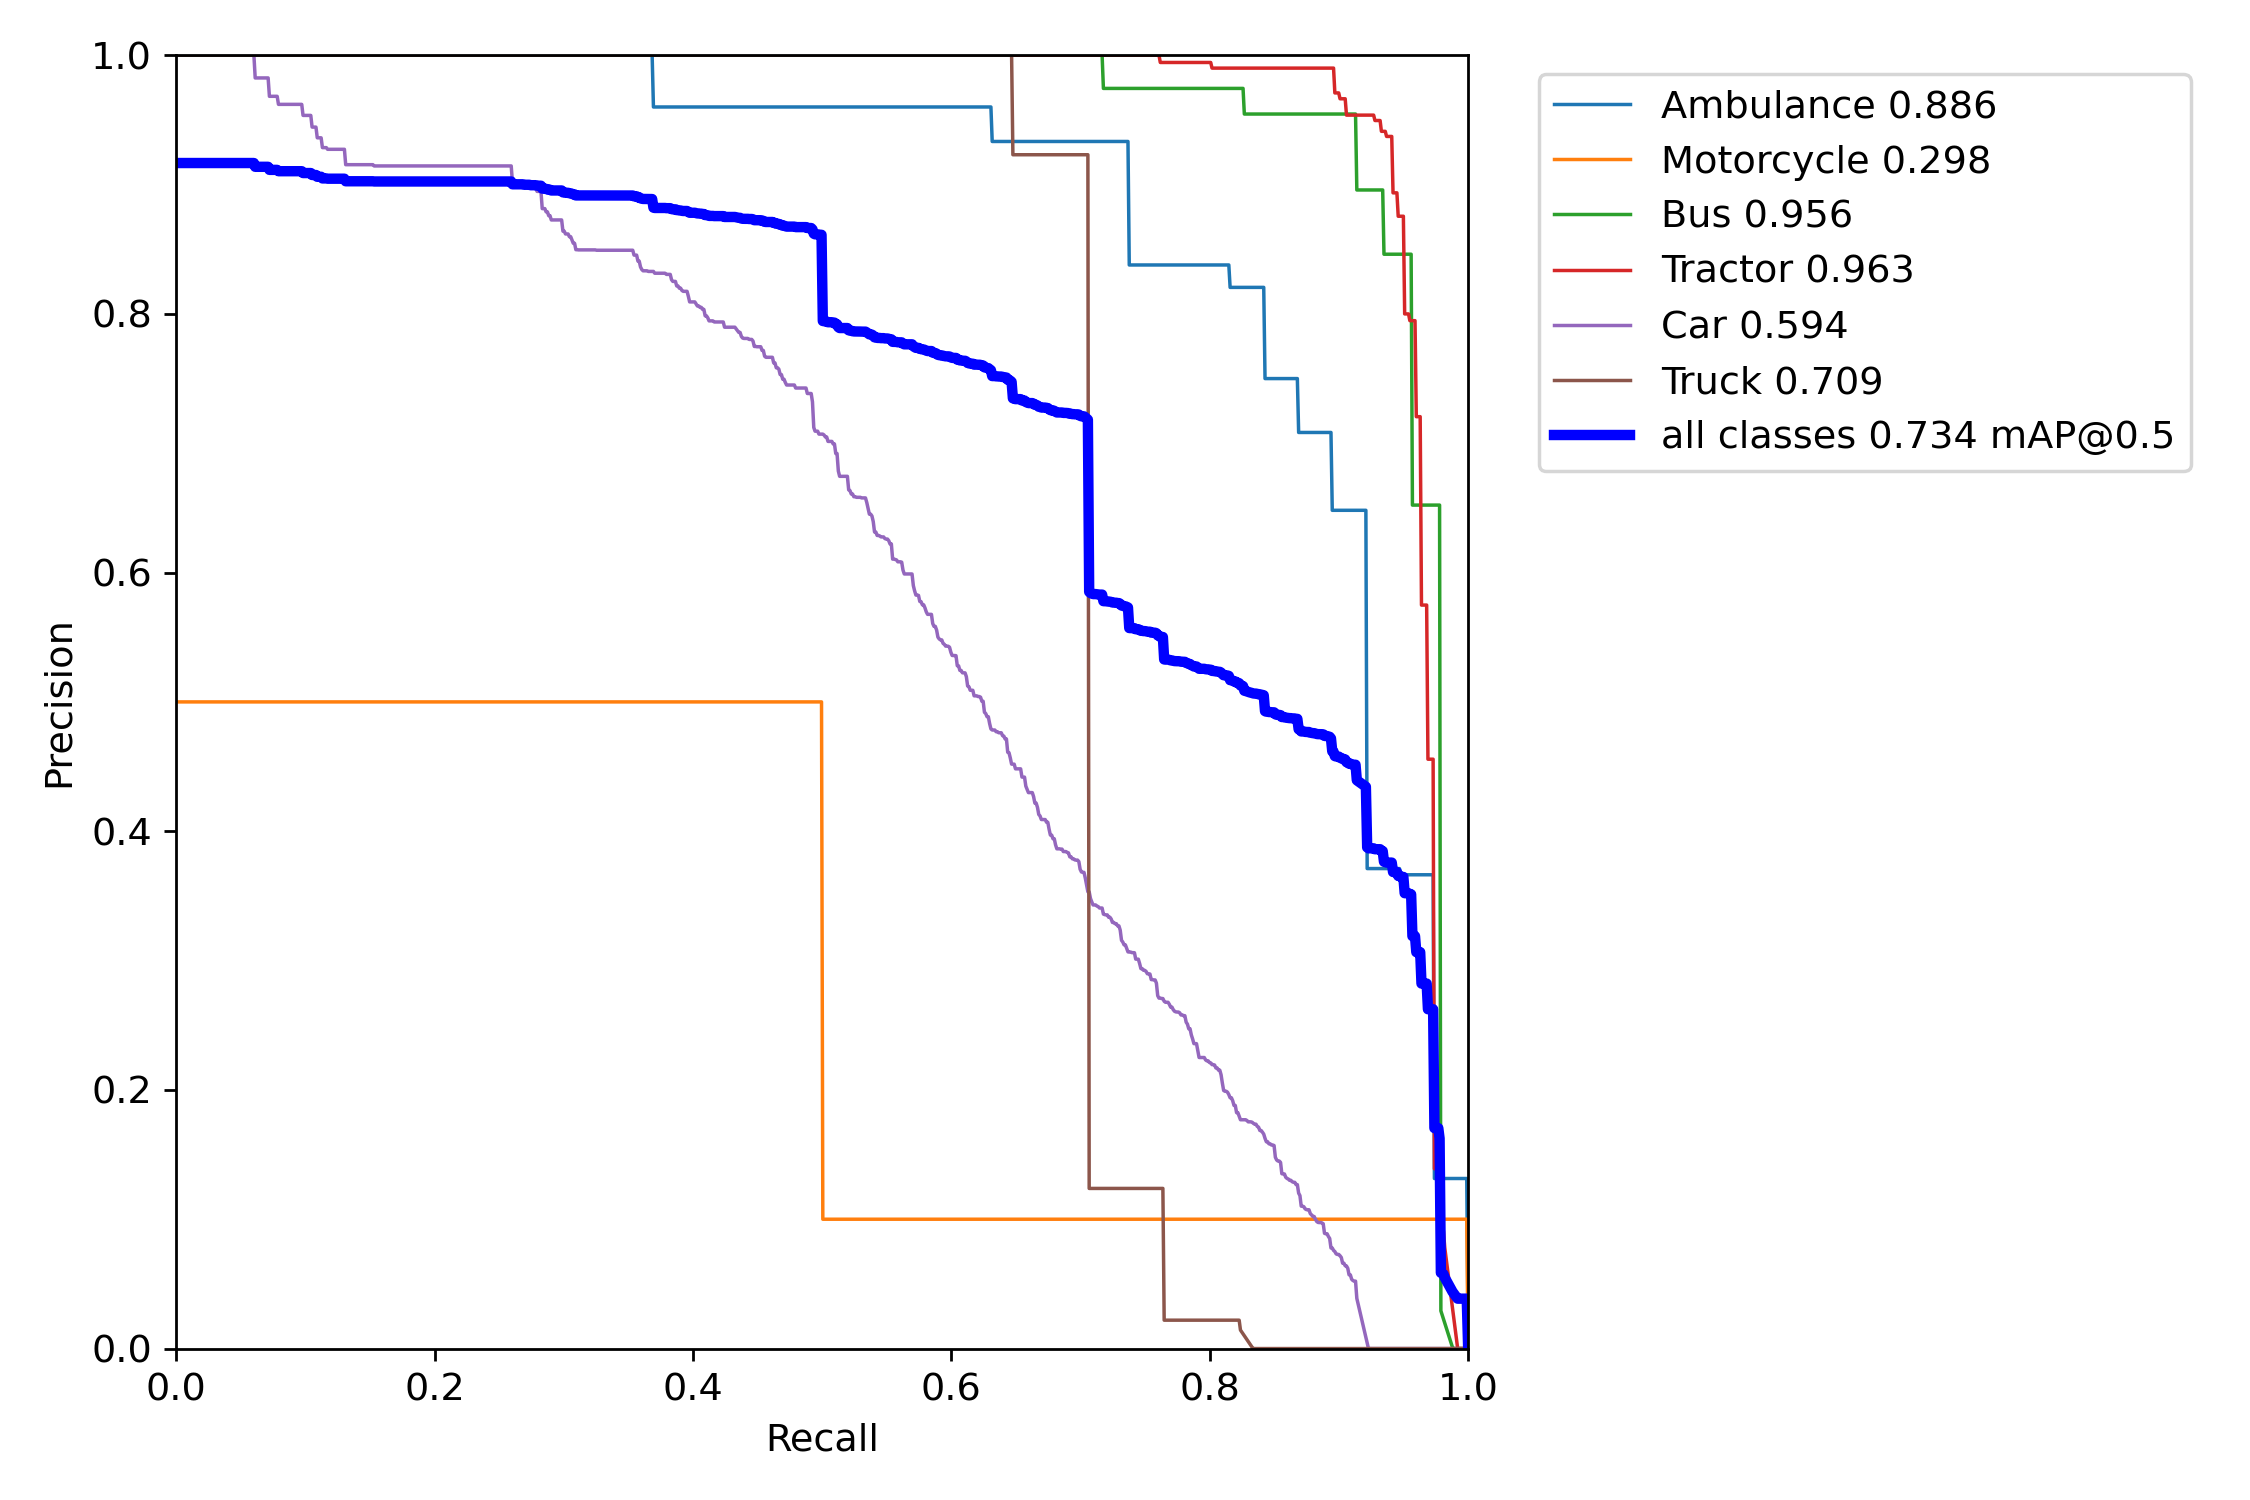 1.0
0.8
0.6
0.4
0.2
0.0
Precision
0.0 0.2 0.4 0.6 0.8 1.0
Recall
Ambulance 0.886
Motorcycle 0.298
Bus 0.956
Tractor 0.963
Car 0.594
Truck 0.709
all classes 0.734 mAP@0.5